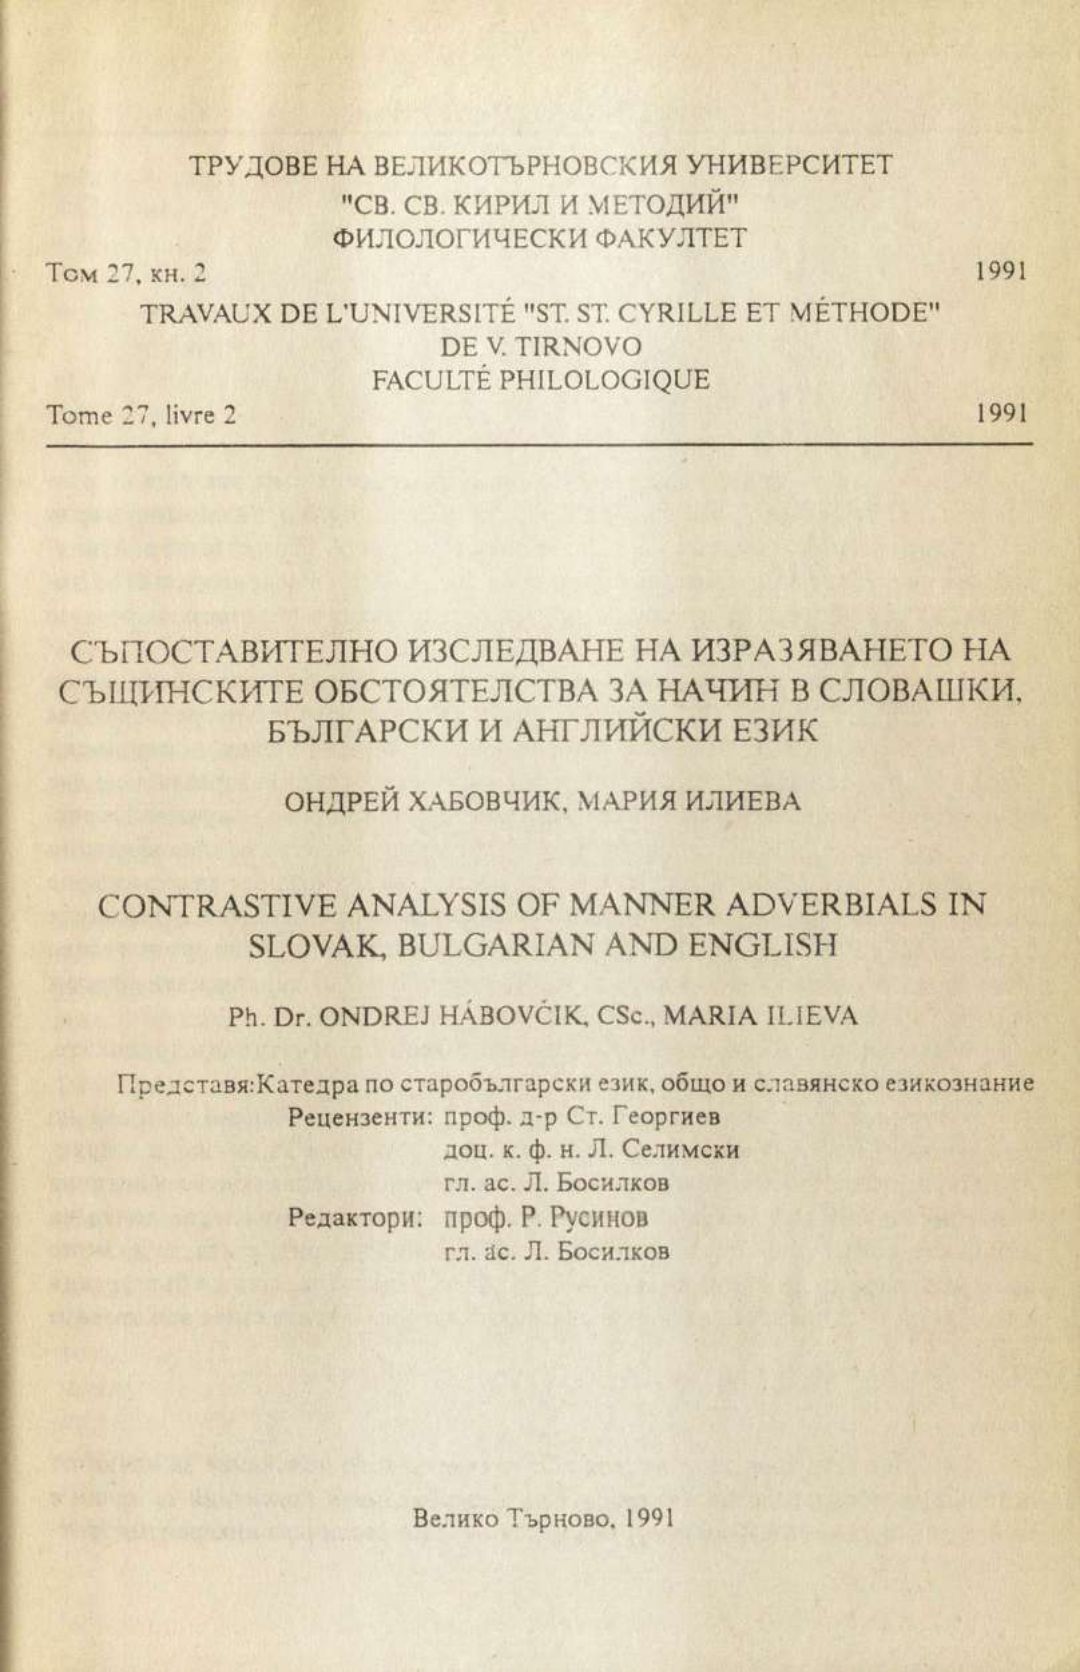 ТРУДОВЕ НА ВЕЛИКОТЪРНОВСКИЯ УНИВЕРСИТЕТ
"СВ. СВ. КИРИЛ И МЕТОДИЙ"
ФИЛОЛОГИЧЕСКИ ФАКУЛТЕТ
Том 27, кн. 2 1991
TRAVAUX DE L'UNIVERSITÉ "ST. ST. CYRILLE ET MÉTHODE"
DE V. TIRNOVO
FACULTÉ PHILOLOGIQUE
Tome 27, livre 2 1991
СЪПОСТАВИТЕЛНО ИЗСЛЕДВАНЕ НА ИЗРАЗЯВАНЕТО НА
СЪЩИНСКИТЕ ОБСТОЯТЕЛСТВА ЗА НАЧИН В СЛОВАШКИ,
БЪЛГАРСКИ И АНГЛИЙСКИ ЕЗИК
ОНДРЕЙ ХАБОВЧИК, МАРИЯ ИЛИЕВА
CONTRASTIVE ANALYSIS OF MANNER ADVERBIALS IN
SLOVAK, BULGARIAN AND ENGLISH
Ph. Dr. ONDREJ HÁBOVČIK, CSc., MARIA ILIEVA
Представя:Катедра по старобългарски език, общо и славянско езикознание
Рецензенти: проф. д-р Ст. Георгиев
доц. к. ф. н. Л. Селимски
гл. ас. Л. Босилков
Редактори: проф. Р. Русинов
гл. ас. Л. Босилков
Велико Търново, 1991